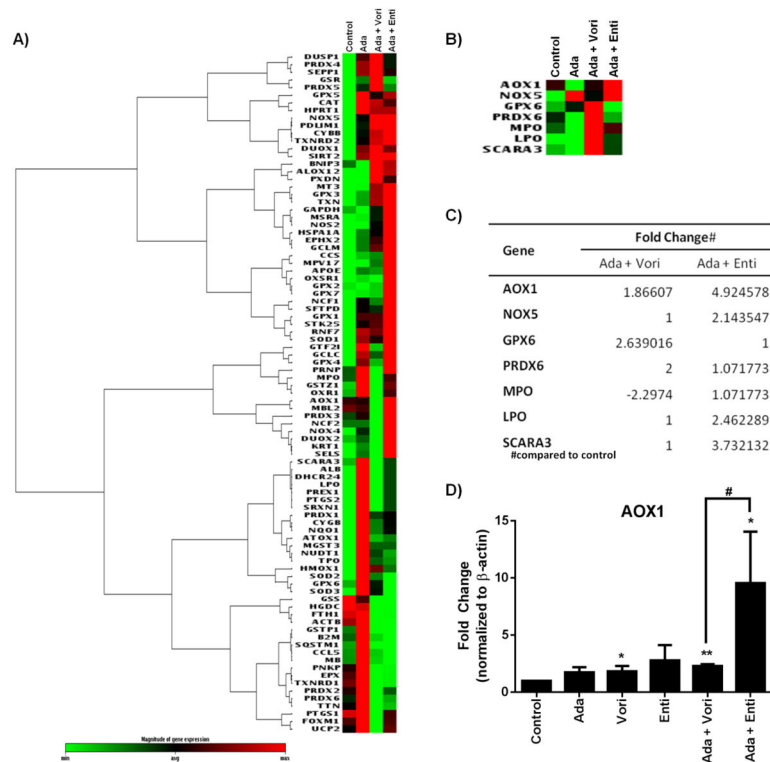 A)
Control
Ada
Ada + Vori
Ada + Enti
DUSP1
PRDX4
SEPP1
GSR
PRDX5
GPX5
CAT
HPRT1
NOX5
PDLIM1
CYBB
TXNRD2
DUOX1
SIRT2
BNIP3
ALOX12
PXDN
MT3
GPX3
TXN
GAPDH
MSRA
NOS2
HSPA1A
EPHX2
GCLM
CCS
MPV17
APOE
OXSR1
GPX2
GPX7
NCF1
SFTPD
GPX1
STK25
RNF7
SOD1
GTF2I
GCLC
GPX4
PRNP
MPO
GSTZ1
OXR1
AOX1
MBL2
PRDX3
NCF2
NOX4
DUOX2
KRT1
SELS
SCARA3
ALB
DHCR24
LPO
PREX1
PTGS2
SRXN1
PRDX1
CYGB
NQO1
ATOX1
MGST3
NUDT1
TPO
HMOX1
SOD2
GPX6
SOD3
GSS
HGDC
FTH1
ACTB
GSTP1
B2M
SQSTM1
CCL5
MB
PNKP
EPX
TXNRD1
PRDX2
PRDX6
TTN
PTGS1
FOXM1
UCP2
Magnitude of gene expression
min avg max
B)
Control
Ada
Ada + Vori
Ada + Enti
AOX1
NOX5
GPX6
PRDX6
MPO
LPO
SCARA3
C)
Gene Fold Change#
Ada + Vori Ada + Enti
AOX1 1.86607 4.924578
NOX5 1 2.143547
GPX6 2.639016 1
PRDX6 2 1.071773
MPO -2.2974 1.071773
LPO 1 2.462289
SCARA3 1 3.732132
#compared to control
D)
AOX1
Fold Change
(normalized to β-actin)
15
10
5
0
*
**
#
*
Control
Ada
Vori
Enti
Ada + Vori
Ada + Enti